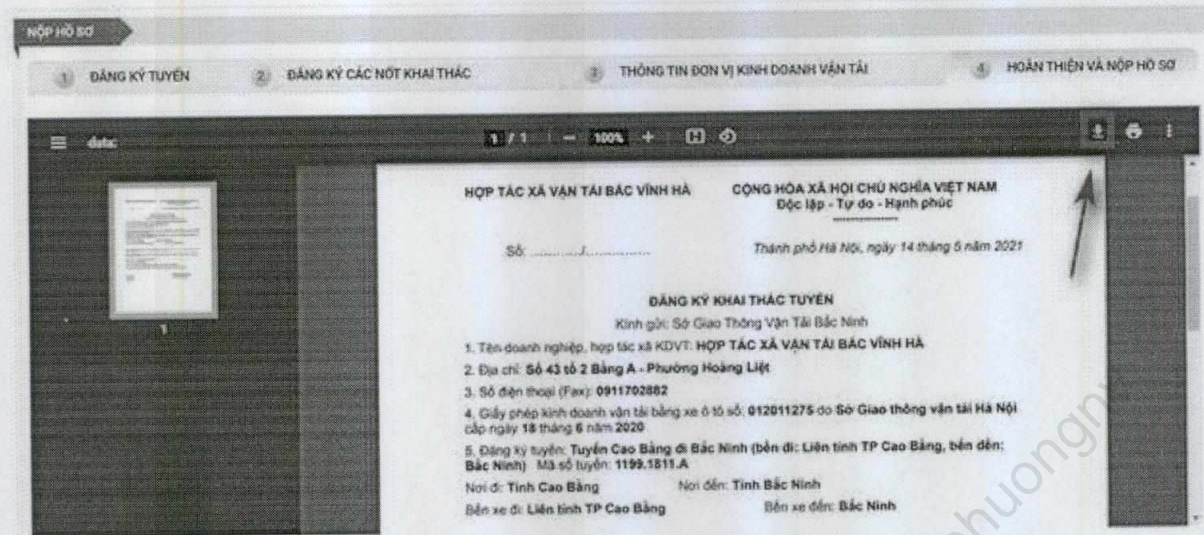 NỘP HỒ SƠ
1 ĐĂNG KÝ TUYẾN 2 ĐĂNG KÝ CÁC NỐT KHAI THÁC 3 THÔNG TIN ĐƠN VỊ KINH DOANH VẬN TẢI 4 HOÀN THIỆN VÀ NỘP HỒ SƠ
data: 1 / 1 − 100% +
HỢP TÁC XÃ VẬN TẢI BẮC VĨNH HÀ CỘNG HÒA XÃ HỘI CHỦ NGHĨA VIỆT NAM
Độc lập - Tự do - Hạnh phúc
Số: ............/................ Thành phố Hà Nội, ngày 14 tháng 5 năm 2021
ĐĂNG KÝ KHAI THÁC TUYẾN
Kính gửi: Sở Giao Thông Vận Tải Bắc Ninh
1. Tên doanh nghiệp, hợp tác xã KDVT: HỢP TÁC XÃ VẬN TẢI BẮC VĨNH HÀ
2. Địa chỉ: Số 43 tổ 2 Bằng A - Phường Hoàng Liệt
3. Số điện thoại (Fax): 0911702882
4. Giấy phép kinh doanh vận tải bằng xe ô tô số: 012011275 do Sở Giao thông vận tải Hà Nội
cấp ngày 18 tháng 6 năm 2020
5. Đăng ký tuyến: Tuyến Cao Bằng đi Bắc Ninh (bến đi: Liên tỉnh TP Cao Bằng, bến đến:
Bắc Ninh) Mã số tuyến: 1199.1811.A
Nơi đi: Tỉnh Cao Bằng Nơi đến: Tỉnh Bắc Ninh
Bến xe đi: Liên tỉnh TP Cao Bằng Bến xe đến: Bắc Ninh
1